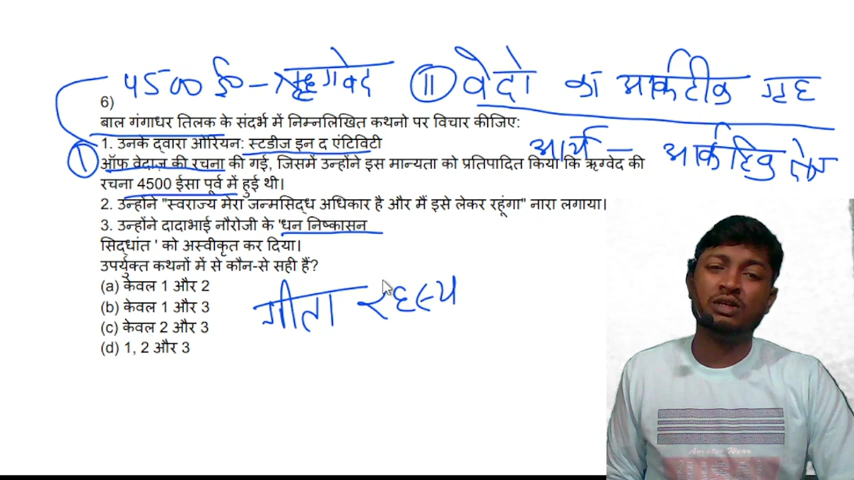 4500 ई० - ऋग्वेद
II वेदो का आर्कटीक गृह
6)
बाल गंगाधर तिलक के संदर्भ में निम्नलिखित कथनो पर विचार कीजिए:
1. उनके द्वारा ओरियन: स्टडीज इन द एंटिविटी
आर्य - आर्कटिक
I ऑफ वेदाज़ की रचना की गई, जिसमें उन्होंने इस मान्यता को प्रतिपादित किया कि ऋग्वेद की
रचना 4500 ईसा पूर्व में हुई थी।
2. उन्होंने "स्वराज्य मेरा जन्मसिद्ध अधिकार है और मैं इसे लेकर रहूंगा" नारा लगाया।
3. उन्होंने दादाभाई नौरोजी के 'धन निष्कासन
सिद्धांत ' को अस्वीकृत कर दिया।
उपर्युक्त कथनों में से कौन-से सही हैं?
(a) केवल 1 और 2
(b) केवल 1 और 3
(c) केवल 2 और 3
(d) 1, 2 और 3
गीता रहस्य